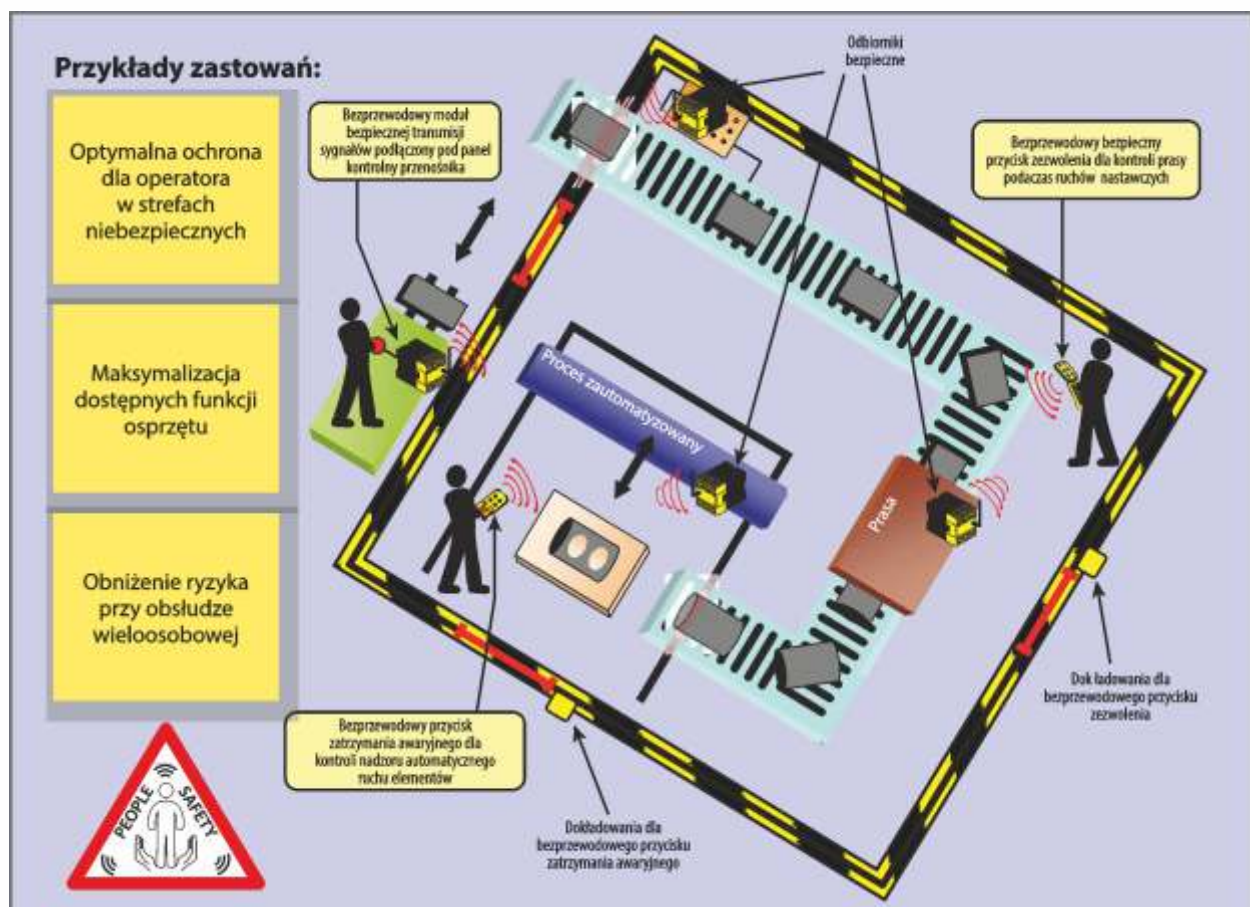 Przykłady zastowań:
Optymalna ochrona
dla operatora
w strefach
niebezpiecznych
Maksymalizacja
dostępnych funkcji
osprzętu
Obniżenie ryzyka
przy obsłudze
wieloosobowej
PEOPLE SAFETY
Bezprzewodowy moduł
bezpiecznej transmisji
sygnałów podłączony pod panel
kontrolny przenośnika
Odbiorniki
bezpieczne
Bezprzewodowy bezpieczny
przycisk zezwolenia dla kontroli prasy
podaczas ruchów nastawczych
Proces zautomatyzowany
Prasa
Bezprzewodowy przycisk
zatrzymania awaryjnego dla
kontroli nadzoru automatycznego
ruchu elementów
Dokładowania dla
bezprzewodowego przycisku
zatrzymania awaryjnego
Dok ładowania dla
bezprzewodowego przycisku
zezwolenia